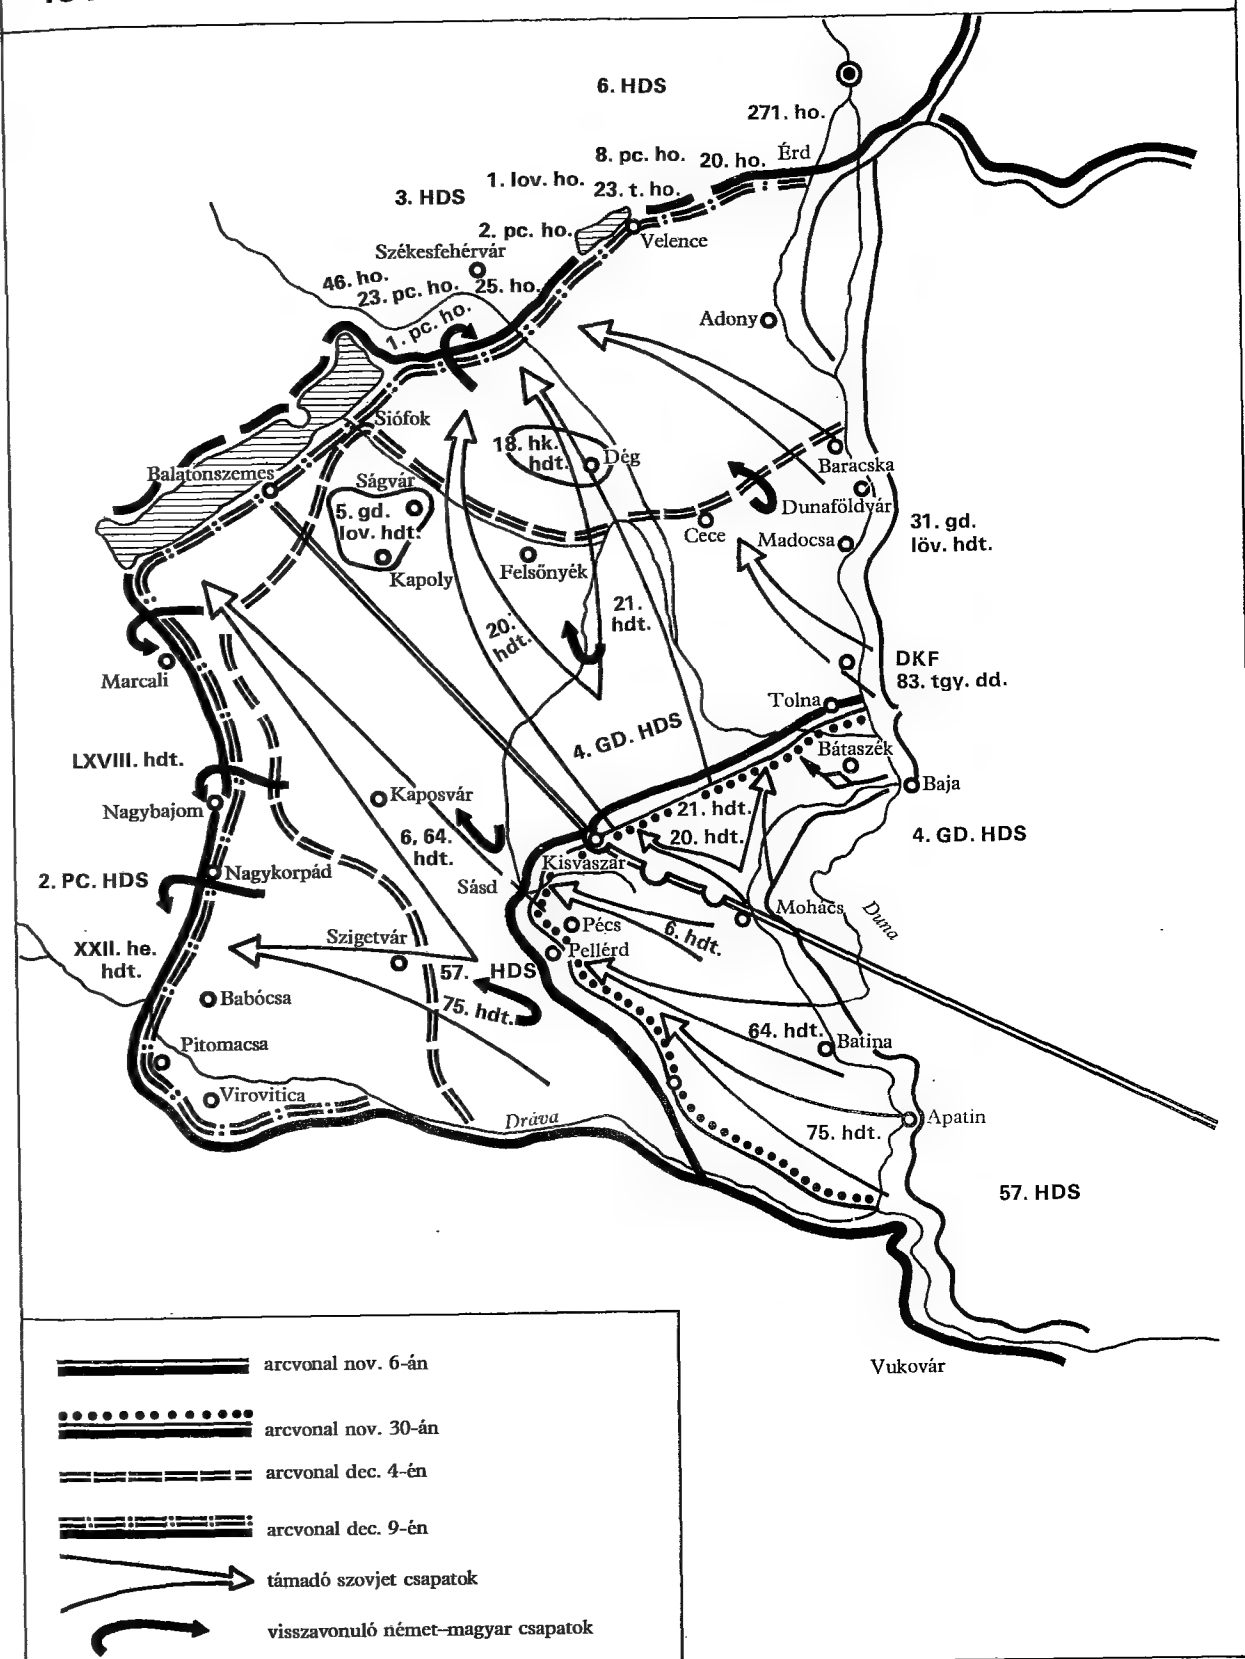 6. HDS
271. ho.
8. pc. ho.
20. ho.
Érd
1. lov. ho.
23. t. ho.
3. HDS
2. pc. ho.
Velence
Székesfehérvár
46. ho.
23. pc. ho.
25. ho.
1. pc. ho.
Adony
Siófok
18. hk.
hdt.
Dég
Baracska
Balatonszemes
Ságvár
5. gd.
lov. hdt.
Kapoly
Dunaföldvár
Cece
Madocsa
31. gd.
löv. hdt.
Felsőnyék
20.
hdt.
21.
hdt.
DKF
83. tgy. dd.
Marcali
Tolna
4. GD. HDS
Bátaszék
LXVIII. hdt.
Baja
Kaposvár
Nagybajom
21. hdt.
20. hdt.
4. GD. HDS
6, 64.
hdt.
Kisvaszar
Nagykorpád
2. PC. HDS
Sásd
Mohács
Duna
Pécs
6. hdt.
Szigetvár
Pellérd
XXII. he.
hdt.
57. HDS
Babócsa
75. hdt.
64. hdt.
Batina
Pitomacsa
Virovitica
Dráva
Apatin
75. hdt.
57. HDS
Vukovár
arcvonal nov. 6-án
arcvonal nov. 30-án
arcvonal dec. 4-én
arcvonal dec. 9-én
támadó szovjet csapatok
visszavonuló német–magyar csapatok